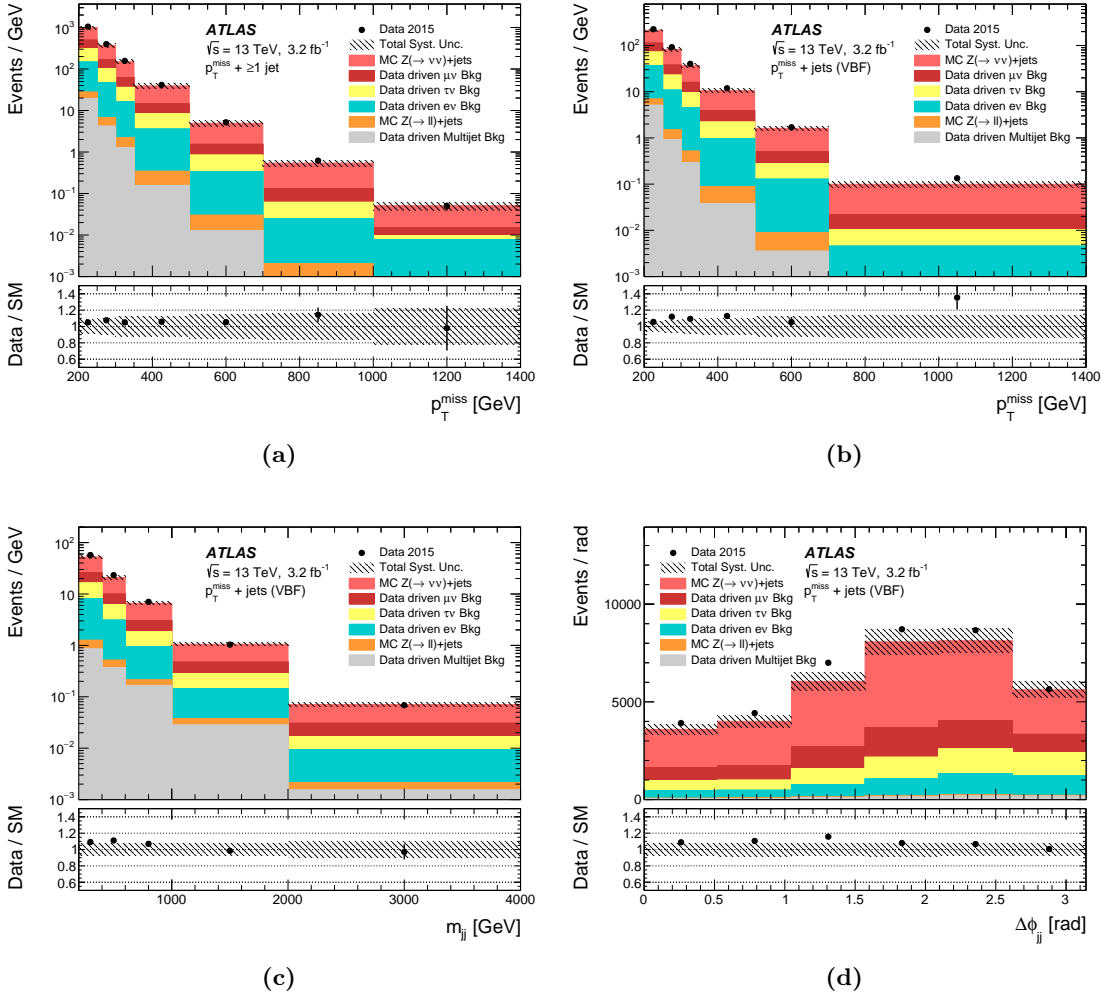 Events / GeV
10³
10²
10
1
10⁻¹
10⁻²
10⁻³
ATLAS
√s = 13 TeV, 3.2 fb⁻¹
p_T^miss + ≥1 jet
Data 2015
Total Syst. Unc.
MC Z(→ νν)+jets
Data driven μν Bkg
Data driven τν Bkg
Data driven eν Bkg
MC Z(→ ll)+jets
Data driven Multijet Bkg
Data / SM
1.4
1.2
1
0.8
0.6
200 400 600 800 1000 1200 1400
p_T^miss [GeV]
(a)
Events / GeV
10³
10²
10
1
10⁻¹
10⁻²
10⁻³
ATLAS
√s = 13 TeV, 3.2 fb⁻¹
p_T^miss + jets (VBF)
Data 2015
Total Syst. Unc.
MC Z(→ νν)+jets
Data driven μν Bkg
Data driven τν Bkg
Data driven eν Bkg
MC Z(→ ll)+jets
Data driven Multijet Bkg
Data / SM
1.4
1.2
1
0.8
0.6
200 400 600 800 1000 1200 1400
p_T^miss [GeV]
(b)
Events / GeV
10²
10
1
10⁻¹
10⁻²
10⁻³
ATLAS
√s = 13 TeV, 3.2 fb⁻¹
p_T^miss + jets (VBF)
Data 2015
Total Syst. Unc.
MC Z(→ νν)+jets
Data driven μν Bkg
Data driven τν Bkg
Data driven eν Bkg
MC Z(→ ll)+jets
Data driven Multijet Bkg
Data / SM
1.4
1.2
1
0.8
0.6
1000 2000 3000 4000
m_jj [GeV]
(c)
Events / rad
10000
5000
0
Data 2015
Total Syst. Unc.
MC Z(→ νν)+jets
Data driven μν Bkg
Data driven τν Bkg
Data driven eν Bkg
MC Z(→ ll)+jets
Data driven Multijet Bkg
ATLAS
√s = 13 TeV, 3.2 fb⁻¹
p_T^miss + jets (VBF)
Data / SM
1.4
1.2
1
0.8
0.6
0 0.5 1 1.5 2 2.5 3
Δϕ_jj [rad]
(d)